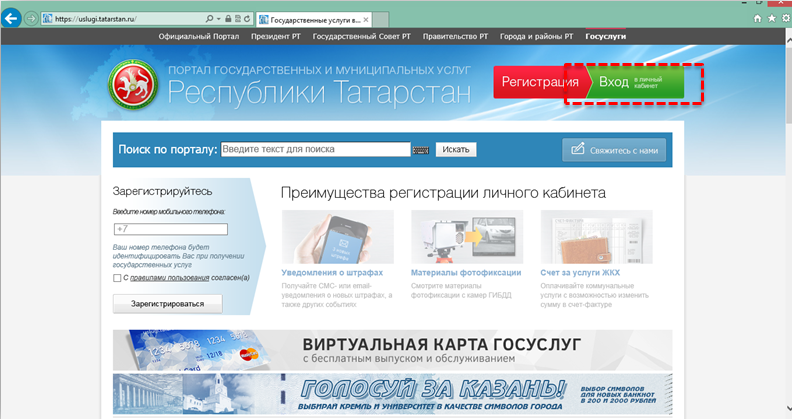 https://uslugi.tatarstan.ru/
Государственные услуги в...
Официальный Портал Президент РТ Государственный Совет РТ Правительство РТ Города и районы РТ Госуслуги
ПОРТАЛ ГОСУДАРСТВЕННЫХ И МУНИЦИПАЛЬНЫХ УСЛУГ
Республики Татарстан
Регистрация
Вход
в личный
кабинет
Поиск по порталу:
Введите текст для поиска
Искать
Свяжитесь с нами
Зарегистрируйтесь
Введите номер мобильного телефона:
+7
Ваш номер телефона будет
идентифицировать Вас при получении
государственных услуг
С правилами пользования согласен(а)
Зарегистрироваться
Преимущества регистрации личного кабинета
Уведомления о штрафах
Получайте СМС- или email-
уведомления о новых штрафах, а
также других событиях
Материалы фотофиксации
Смотрите материалы
фотофиксации с камер ГИБДД
Счет за услуги ЖКХ
Оплачивайте коммунальные
услуги с возможностью изменить
сумму в счет-фактуре
ВИРТУАЛЬНАЯ КАРТА ГОСУСЛУГ
с бесплатным выпуском и обслуживанием
MasterCard
ГОЛОСУЙ ЗА КАЗАНЬ!
ВЫБИРАЙ КРЕМЛЬ И УНИВЕРСИТЕТ В КАЧЕСТВЕ СИМВОЛОВ ГОРОДА
ВЫБОР СИМВОЛОВ
ДЛЯ НОВЫХ БАНКНОТ
В 200 И 2000 РУБЛЕЙ